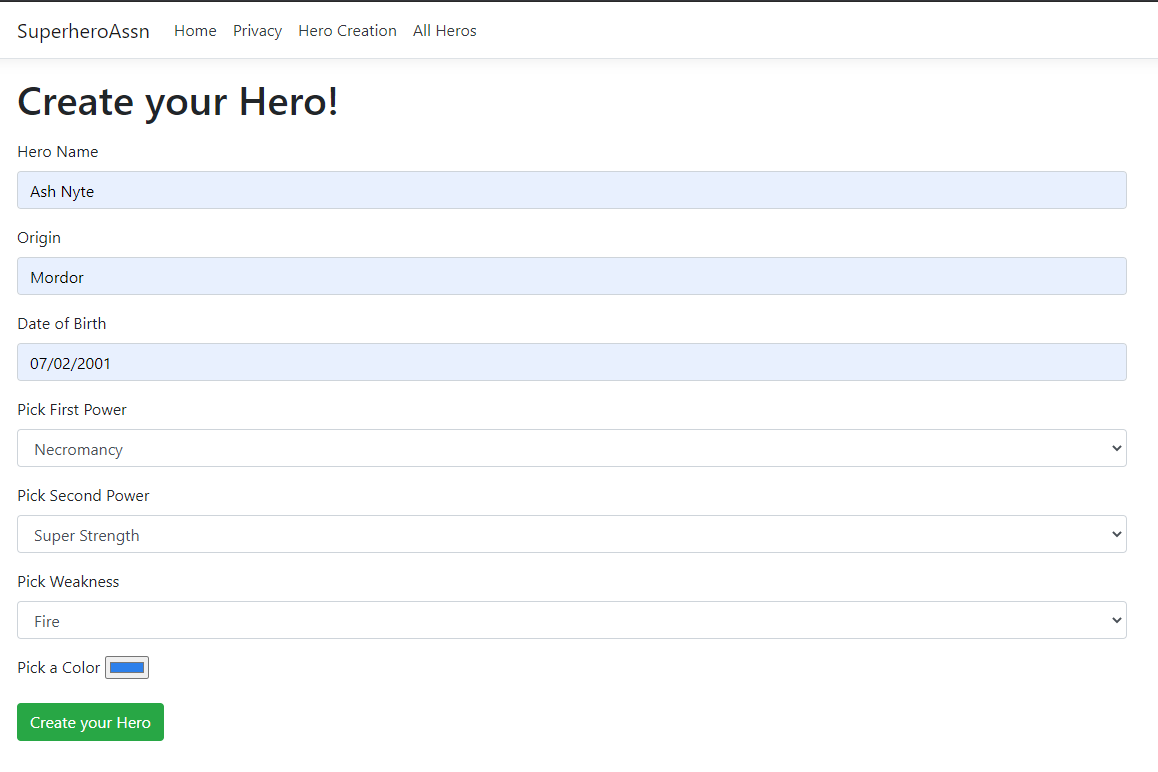 SuperheroAssn Home Privacy Hero Creation All Heros
Create your Hero!
Hero Name
Ash Nyte
Origin
Mordor
Date of Birth
07/02/2001
Pick First Power
Necromancy
Pick Second Power
Super Strength
Pick Weakness
Fire
Pick a Color
Create your Hero